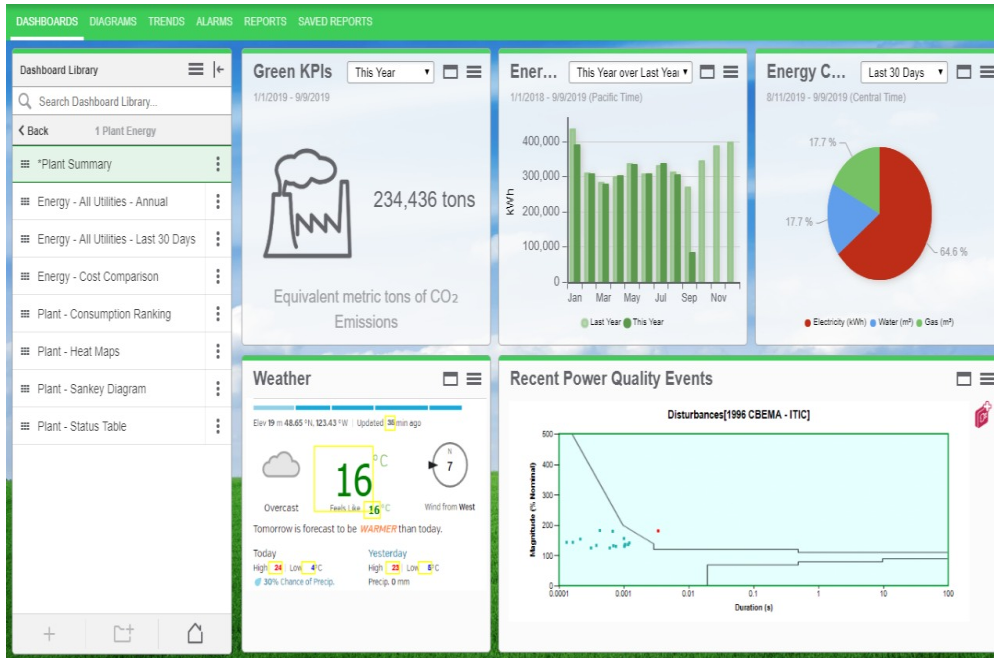 DASHBOARDS DIAGRAMS TRENDS ALARMS REPORTS SAVED REPORTS
Dashboard Library
Search Dashboard Library...
Back 1 Plant Energy
*Plant Summary
Energy - All Utilities - Annual
Energy - All Utilities - Last 30 Days
Energy - Cost Comparison
Plant - Consumption Ranking
Plant - Heat Maps
Plant - Sankey Diagram
Plant - Status Table
Green KPIs This Year
1/1/2019 - 9/9/2019
234,436 tons
Equivalent metric tons of CO₂
Emissions
Ener... This Year over Last Year
1/1/2018 - 9/9/2019 (Pacific Time)
kWh
400,000
300,000
200,000
100,000
0
Jan Mar May Jul Sep Nov
Last Year This Year
Energy C... Last 30 Days
8/11/2019 - 9/9/2019 (Central Time)
17.7 %
17.7 %
64.6 %
Electricity (kWh) Water (m³) Gas (m³)
Weather
Elev 19 m 48.65 °N, 123.43 °W | Updated 38 min ago
16 °C
N
7
Overcast Feels Like 16 °C Wind from West
Tomorrow is forecast to be WARMER than today.
Today Yesterday
High 24 Low 4°C High 23 Low 8°C
30% Chance of Precip. Precip. 0 mm
Recent Power Quality Events
Disturbances[1996 CBEMA - ITIC]
Magnitude (% Nominal)
500
400
300
200
100
0
0.0001 0.001 0.01 0.1 1 10 100
Duration (s)